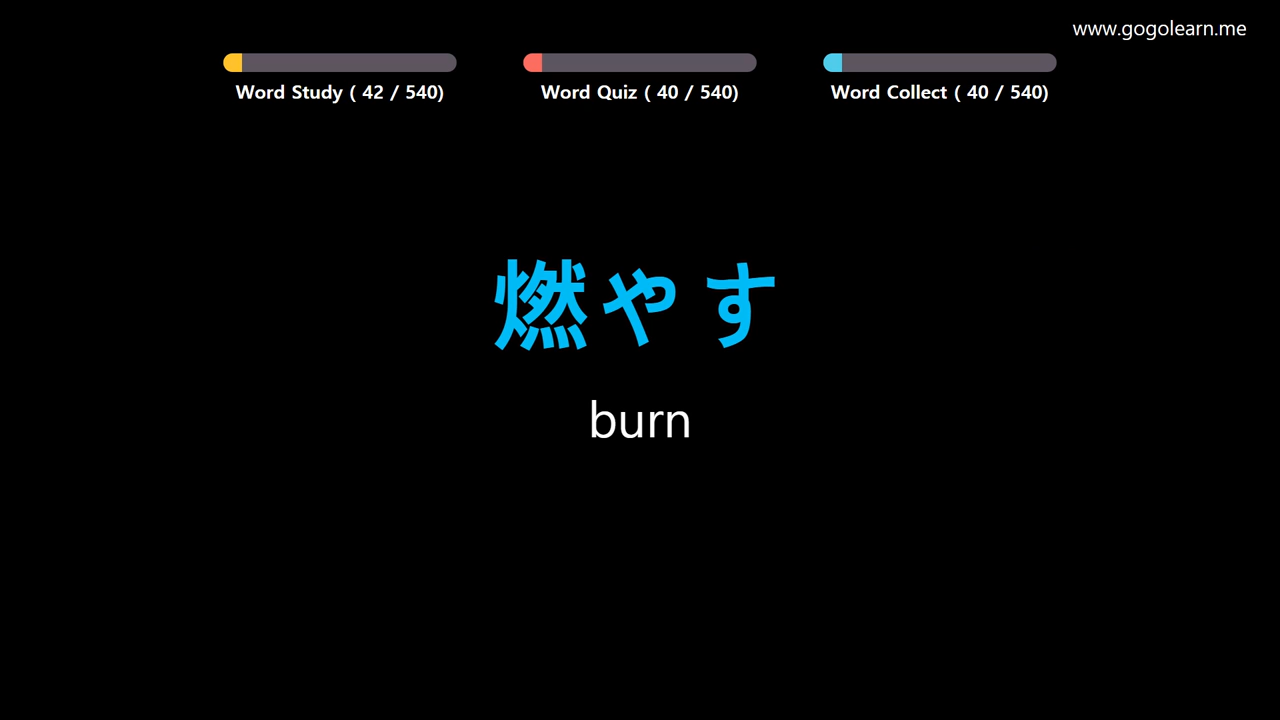 www.gogolearn.me
Word Study ( 42 / 540)
Word Quiz ( 40 / 540)
Word Collect ( 40 / 540)
燃やす
burn